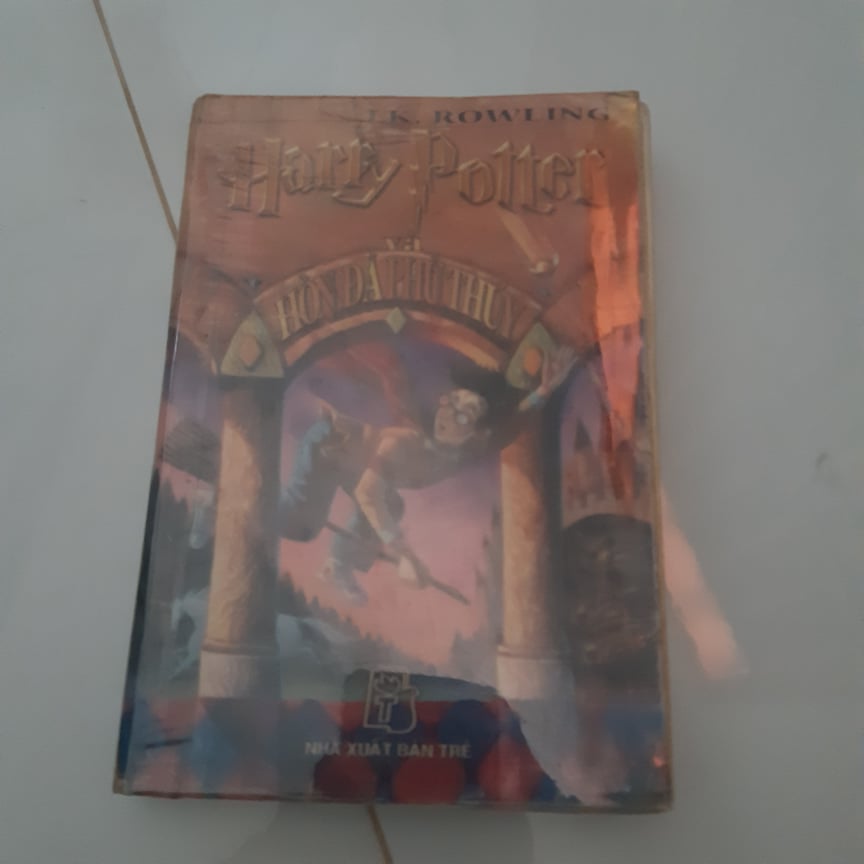 J.K. ROWLING
Harry Potter
và
HÒN ĐÁ PHÙ THỦY
T
NHÀ XUẤT BẢN TRẺ